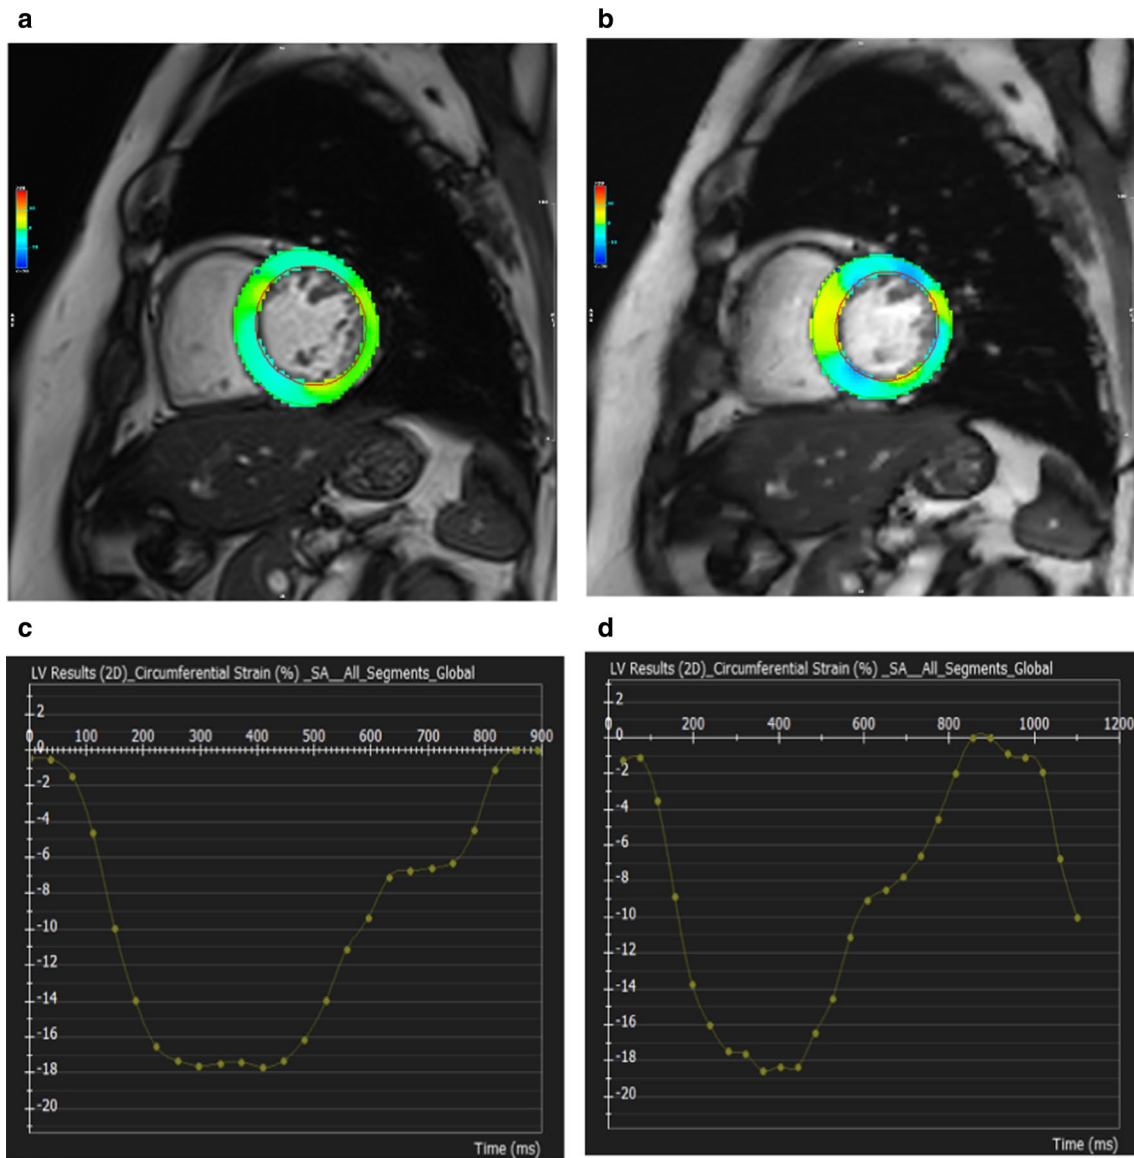 a
b
c
d
LV Results (2D)_Circumferential Strain (%) _SA__All_Segments_Global
2
0 100 200 300 400 500 600 700 800 900
0
-2
-4
-6
-8
-10
-12
-14
-16
-18
-20
Time (ms)
LV Results (2D)_Circumferential Strain (%) _SA__All_Segments_Global
2
0 200 400 600 800 1000 1200
0
-2
-4
-6
-8
-10
-12
-14
-16
-18
-20
Time (ms)